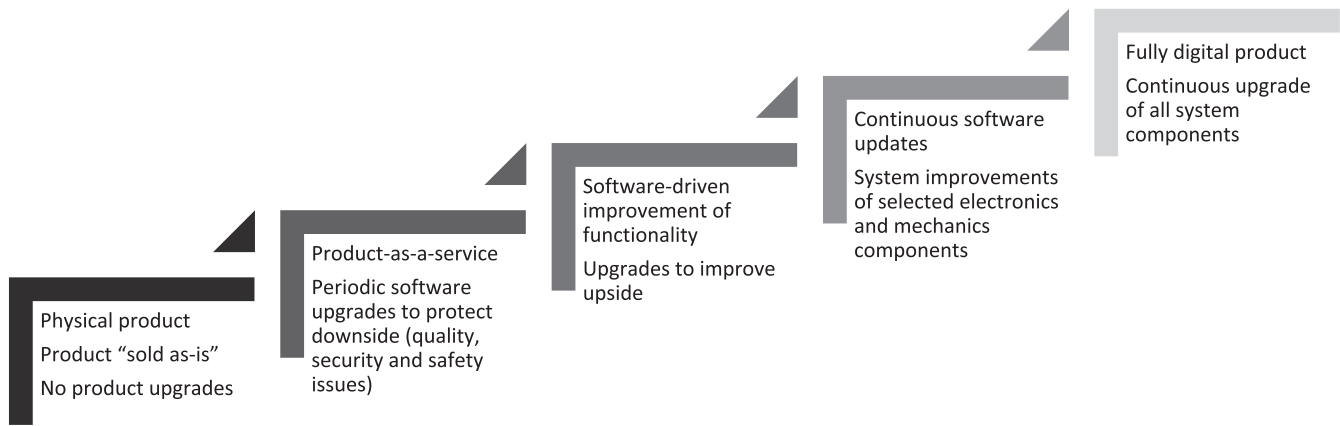 Physical product
Product “sold as-is”
No product upgrades
Product-as-a-service
Periodic software
upgrades to protect
downside (quality,
security and safety
issues)
Software-driven
improvement of
functionality
Upgrades to improve
upside
Continuous software
updates
System improvements
of selected electronics
and mechanics
components
Fully digital product
Continuous upgrade
of all system
components